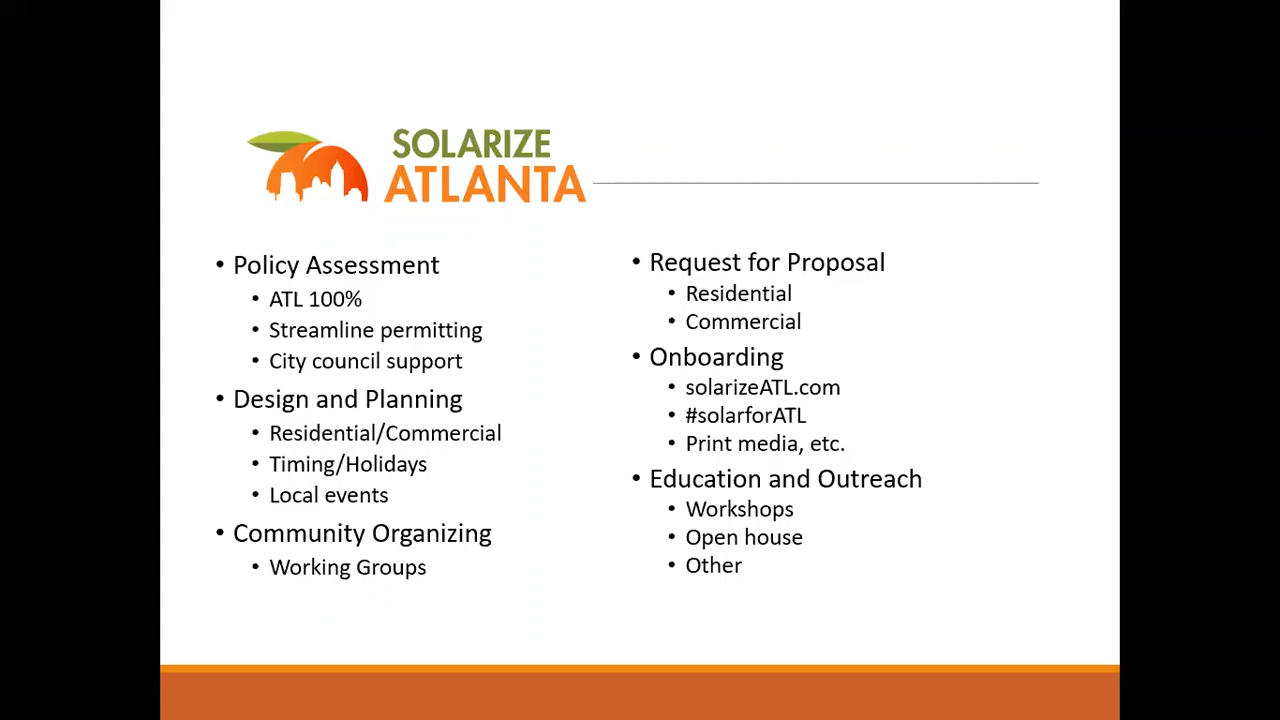 SOLARIZE
ATLANTA
• Policy Assessment
• ATL 100%
• Streamline permitting
• City council support
• Design and Planning
• Residential/Commercial
• Timing/Holidays
• Local events
• Community Organizing
• Working Groups
• Request for Proposal
• Residential
• Commercial
• Onboarding
• solarizeATL.com
• #solarforATL
• Print media, etc.
• Education and Outreach
• Workshops
• Open house
• Other